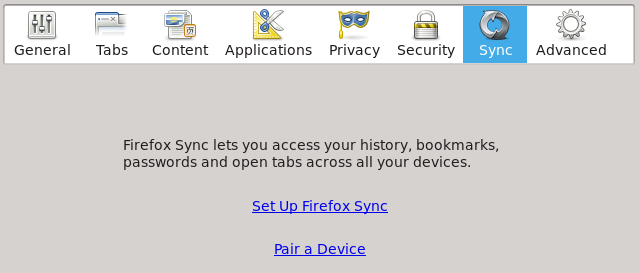 General Tabs Content Applications Privacy Security Sync Advanced
Firefox Sync lets you access your history, bookmarks,
passwords and open tabs across all your devices.
Set Up Firefox Sync
Pair a Device